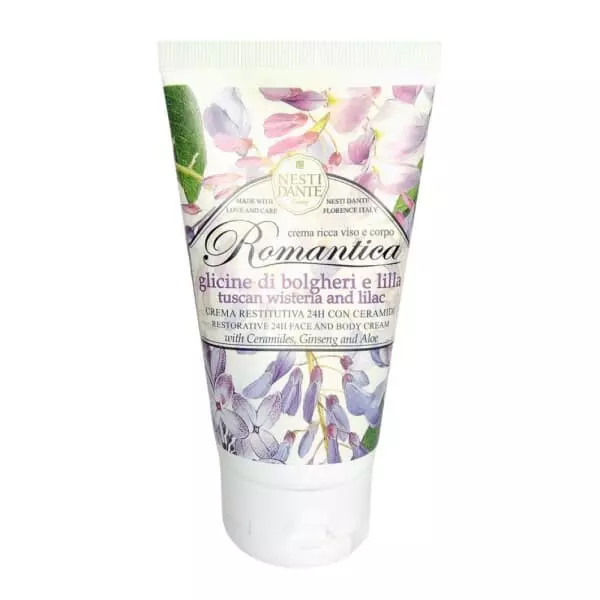 NESTI
DANTE
MADE WITH
LOVE AND CARE
NESTI DANTE
FLORENCE ITALY
crema ricca viso e corpo
Romantica
glicine di bolgheri e lilla
tuscan wisteria and lilac
CREMA RESTITUTIVA 24H CON CERAMIDI
RESTORATIVE 24H FACE AND BODY CREAM
with Ceramides, Ginseng and Aloe